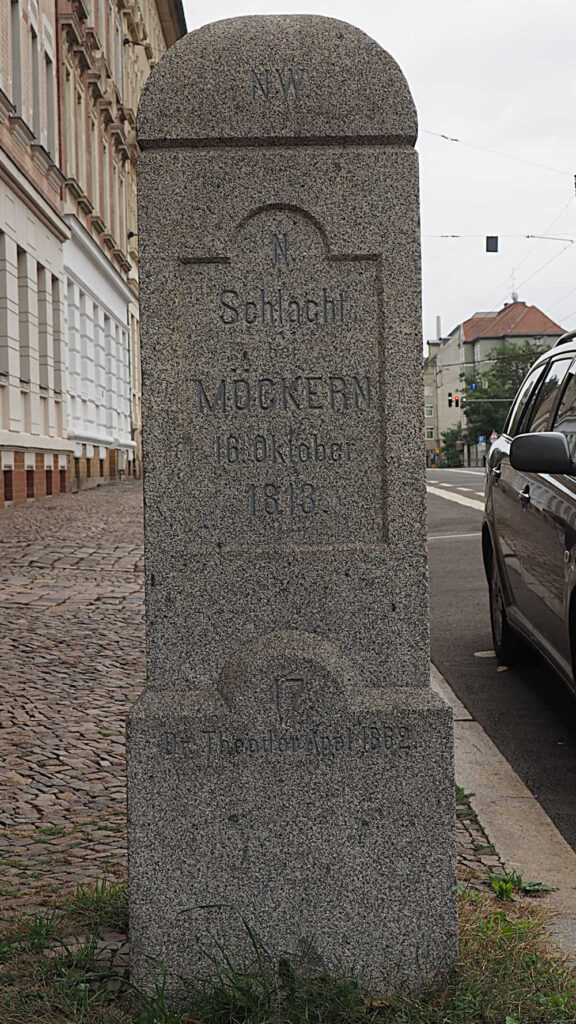 NW
N.
Schlacht
b.
MÖCKERN
16. Oktober
1813.
17
Dr. Theodor Apel 1862.